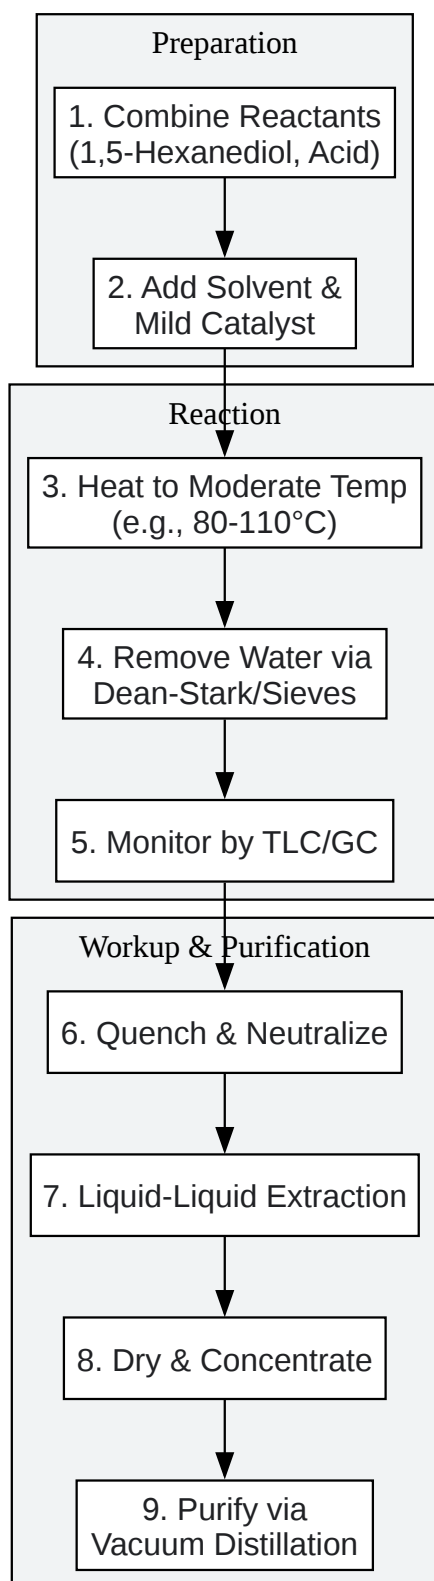 Preparation
1. Combine Reactants
(1,5-Hexanediol, Acid)
2. Add Solvent &
Mild Catalyst
Reaction
3. Heat to Moderate Temp
(e.g., 80-110°C)
4. Remove Water via
Dean-Stark/Sieves
5. Monitor by TLC/GC
Workup & Purification
6. Quench & Neutralize
7. Liquid-Liquid Extraction
8. Dry & Concentrate
9. Purify via
Vacuum Distillation